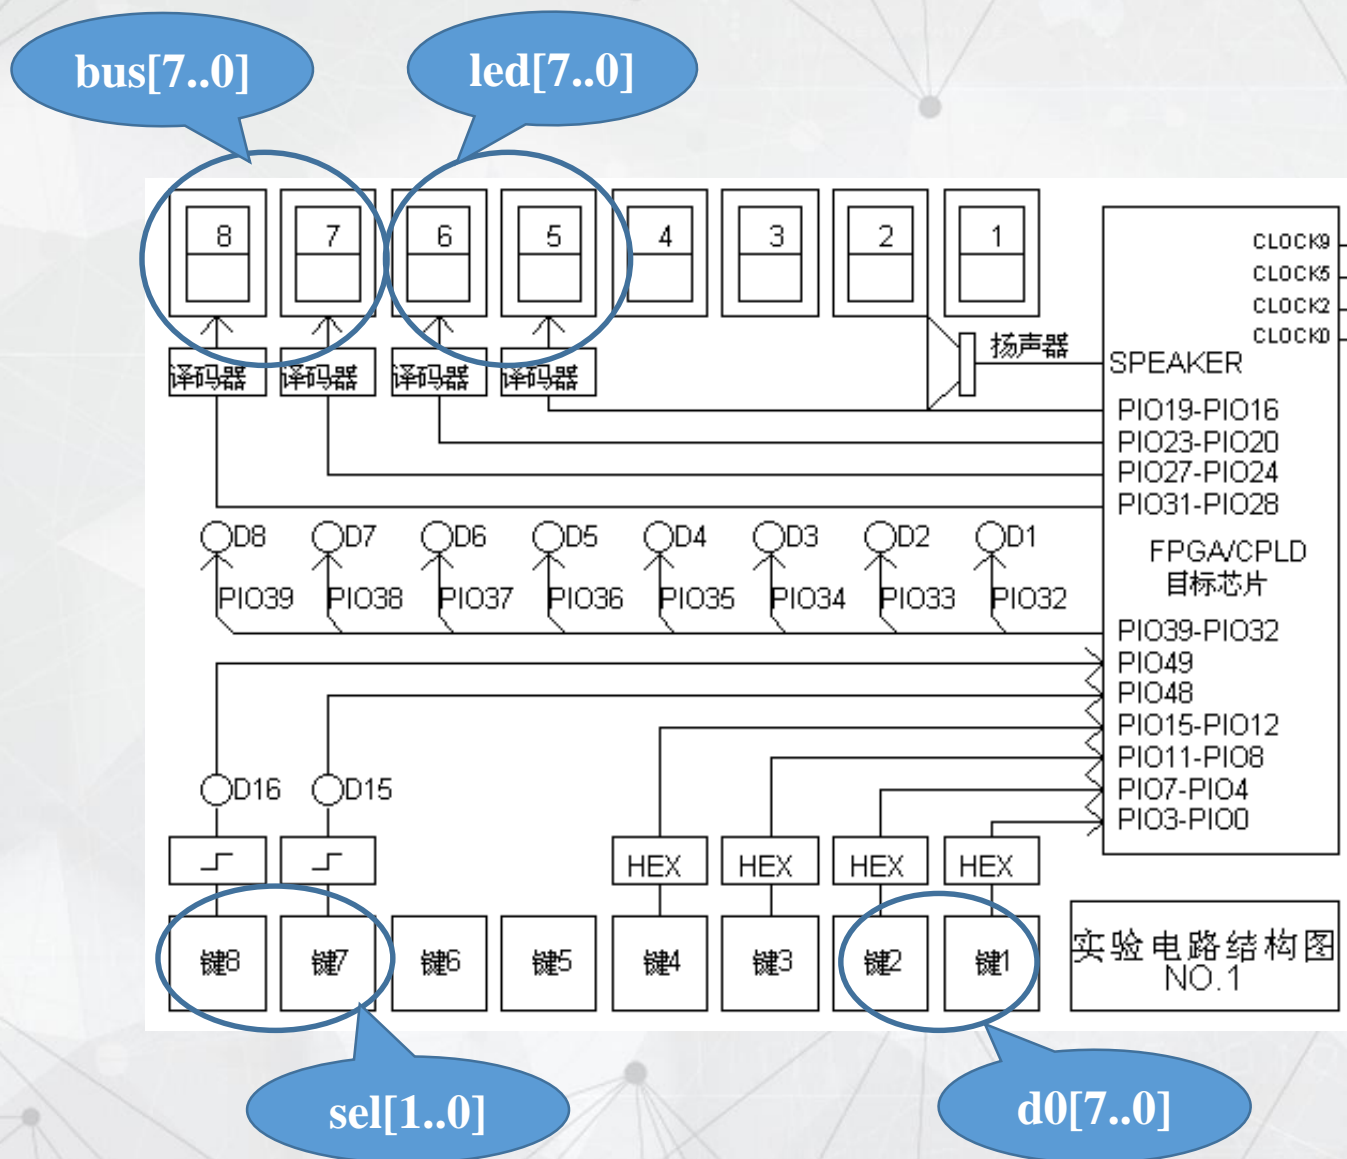 bus[7..0]
led[7..0]
8
7
6
5
4
3
2
1
CLOCK9
CLOCK5
CLOCK2
CLOCK0
扬声器
SPEAKER
译码器
译码器
译码器
译码器
PIO19-PIO16
PIO23-PIO20
PIO27-PIO24
PIO31-PIO28
D8
D7
D6
D5
D4
D3
D2
D1
FPGA/CPLD
目标芯片
PIO39
PIO38
PIO37
PIO36
PIO35
PIO34
PIO33
PIO32
PIO39-PIO32
PIO49
PIO48
PIO15-PIO12
PIO11-PIO8
PIO7-PIO4
PIO3-PIO0
D16
D15
HEX
HEX
HEX
HEX
键8
键7
键6
键5
键4
键3
键2
键1
实验电路结构图
NO.1
sel[1..0]
d0[7..0]